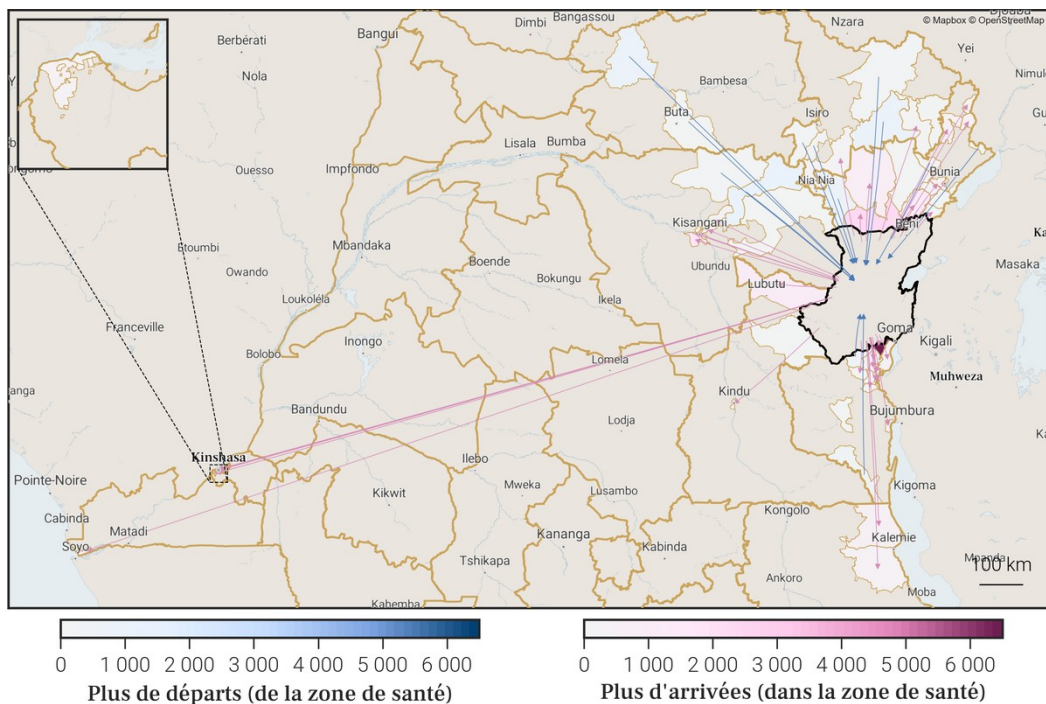 © Mapbox © OpenStreetMap
Dimbi
Bangassou
Nzara
Yei
Berbérati
Bangui
Nola
Bambesa
Nimule
Buta
Isiro
Lisala
Bumba
Ouesso
Impfondo
Nia Nia
Bunia
Kisangani
Beni
Etoumbi
Mbandaka
Boende
Ubundu
Masaka
Owando
Bokungu
Lubutu
Loukoléla
Ikela
Franceville
Goma
Inongo
Kigali
Bolobo
Lomela
Muhweza
Kindu
Bandundu
Lodja
Bujumbura
Kinshasa
Ilebo
Pointe-Noire
Kikwit
Mweka
Lusambo
Kigoma
Cabinda
Matadi
Kongolo
Soyo
Kananga
Kabinda
Kalemie
Tshikapa
Mpanda
100 km
Ankoro
Moba
Kahemba
0 1 000 2 000 3 000 4 000 5 000 6 000
Plus de départs (de la zone de santé)
0 1 000 2 000 3 000 4 000 5 000 6 000
Plus d'arrivées (dans la zone de santé)